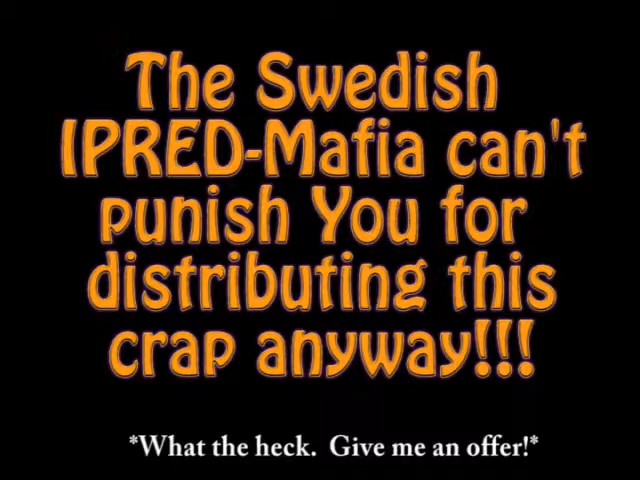 The Swedish
IPRED-Mafia can't
punish You for
distributing this
crap anyway!!!
*What the heck.  Give me an offer!*